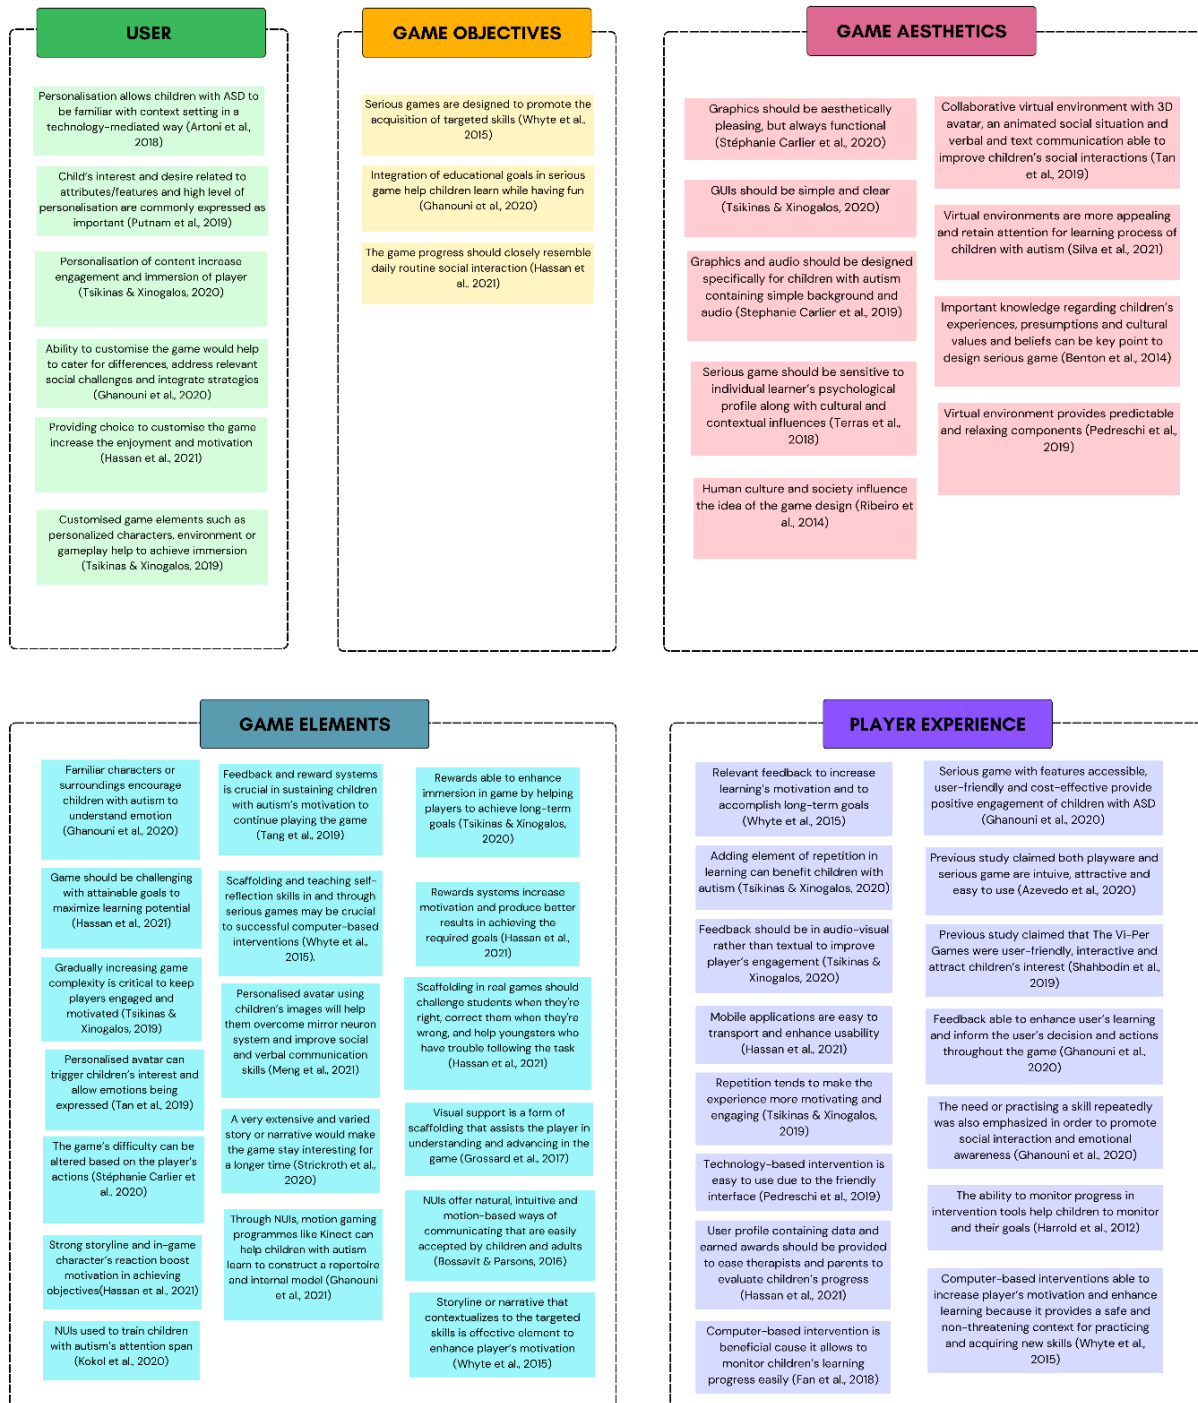 USER
Personalisation allows children with ASD to
be familiar with context setting in a
technology-mediated way (Artoni et al.,
2018)
Child's interest and desire related to
attributes/features and high level of
personalisation are commonly expressed as
important (Putnam et al., 2019)
Personalisation of content increase
engagement and immersion of player
(Tsikinas & Xinogalos, 2020)
Ability to customise the game would help
to cater for differences, address relevant
social challenges and integrate strategies
(Ghanouni et al., 2020)
Providing choice to customise the game
increase the enjoyment and motivation
(Hassan et al., 2021)
Customised game elements such as
personalized characters, environment or
gameplay help to achieve immersion
(Tsikinas & Xinogalos, 2019)
GAME OBJECTIVES
Serious games are designed to promote the
acquisition of targeted skills (Whyte et al.,
2015)
Integration of educational goals in serious
game help children learn while having fun
(Ghanouni et al., 2020)
The game progress should closely resemble
daily routine social interaction (Hassan et
al., 2021)
GAME AESTHETICS
Graphics should be aesthetically
pleasing, but always functional
(Stéphanie Carlier et al., 2020)
GUIs should be simple and clear
(Tsikinas & Xinogalos, 2020)
Graphics and audio should be designed
specifically for children with autism
containing simple background and
audio (Stephanie Carlier et al., 2019)
Serious game should be sensitive to
individual learner's psychological
profile along with cultural and
contextual influences (Terras et al.,
2018)
Human culture and society influence
the idea of the game design (Ribeiro et
al., 2014)
Collaborative virtual environment with 3D
avatar, an animated social situation and
verbal and text communication able to
improve children's social interactions (Tan
et al., 2019)
Virtual environments are more appealing
and retain attention for learning process of
children with autism (Silva et al., 2021)
Important knowledge regarding children's
experiences, presumptions and cultural
values and beliefs can be key point to
design serious game (Benton et al., 2014)
Virtual environment provides predictable
and relaxing components (Pedreschi et al.,
2019)
GAME ELEMENTS
Familiar characters or
surroundings encourage
children with autism to
understand emotion
(Ghanouni et al., 2020)
Game should be challenging
with attainable goals to
maximize learning potential
(Hassan et al., 2021)
Gradually increasing game
complexity is critical to keep
players engaged and
motivated (Tsikinas &
Xinogalos, 2019)
Personalised avatar can
trigger children's interest and
allow emotions being
expressed (Tan et al., 2019)
The game's difficulty can be
altered based on the player's
actions (Stéphanie Carlier et
al., 2020)
Strong storyline and in-game
character's reaction boost
motivation in achieving
objectives(Hassan et al., 2021)
NUIs used to train children
with autism's attention span
(Kokol et al., 2020)
Feedback and reward systems
is crucial in sustaining children
with autism's motivation to
continue playing the game
(Tang et al., 2019)
Scaffolding and teaching self-
reflection skills in and through
serious games may be crucial
to successful computer-based
interventions (Whyte et al.,
2015).
Personalised avatar using
children's images will help
them overcome mirror neuron
system and improve social
and verbal communication
skills (Meng et al., 2021)
A very extensive and varied
story or narrative would make
the game stay interesting for
a longer time (Strickroth et al.,
2020)
Through NUIs, motion gaming
programmes like Kinect can
help children with autism
learn to construct a repertoire
and internal model (Ghanouni
et al., 2021)
Rewards able to enhance
immersion in game by helping
players to achieve long-term
goals (Tsikinas & Xinogalos,
2020)
Rewards systems increase
motivation and produce better
results in achieving the
required goals (Hassan et al.,
2021)
Scaffolding in real games should
challenge students when they're
right, correct them when they're
wrong, and help youngsters who
have trouble following the task
(Hassan et al., 2021)
Visual support is a form of
scaffolding that assists the player in
understanding and advancing in the
game (Grossard et al., 2017)
NUIs offer natural, intuitive and
motion-based ways of
communicating that are easily
accepted by children and adults
(Bossavit & Parsons, 2016)
Storyline or narrative that
contextualizes to the targeted
skills is effective element to
enhance player's motivation
(Whyte et al., 2015)
PLAYER EXPERIENCE
Relevant feedback to increase
learning's motivation and to
accomplish long-term goals
(Whyte et al., 2015)
Adding element of repetition in
learning can benefit children with
autism (Tsikinas & Xinogalos, 2020)
Feedback should be in audio-visual
rather than textual to improve
player's engagement (Tsikinas &
Xinogalos, 2020)
Mobile applications are easy to
transport and enhance usability
(Hassan et al., 2021)
Repetition tends to make the
experience more motivating and
engaging (Tsikinas & Xinogalos,
2019)
Technology-based intervention is
easy to use due to the friendly
interface (Pedreschi et al., 2019)
User profile containing data and
earned awards should be provided
to ease therapists and parents to
evaluate children's progress
(Hassan et al., 2021)
Computer-based intervention is
beneficial cause it allows to
monitor children's learning
progress easily (Fan et al., 2018)
Serious game with features accessible,
user-friendly and cost-effective provide
positive engagement of children with ASD
(Ghanouni et al., 2020)
Previous study claimed both playware and
serious game are intuive, attractive and
easy to use (Azevedo et al., 2020)
Previous study claimed that The Vi-Per
Games were user-friendly, interactive and
attract children's interest (Shahbodin et al.,
2019)
Feedback able to enhance user's learning
and inform the user's decision and actions
throughout the game (Ghanouni et al.,
2020)
The need or practising a skill repeatedly
was also emphasized in order to promote
social interaction and emotional
awareness (Ghanouni et al., 2020)
The ability to monitor progress in
intervention tools help children to monitor
and their goals (Harrold et al., 2012)
Computer-based interventions able to
increase player's motivation and enhance
learning because it provides a safe and
non-threatening context for practicing
and acquiring new skills (Whyte et al.,
2015)